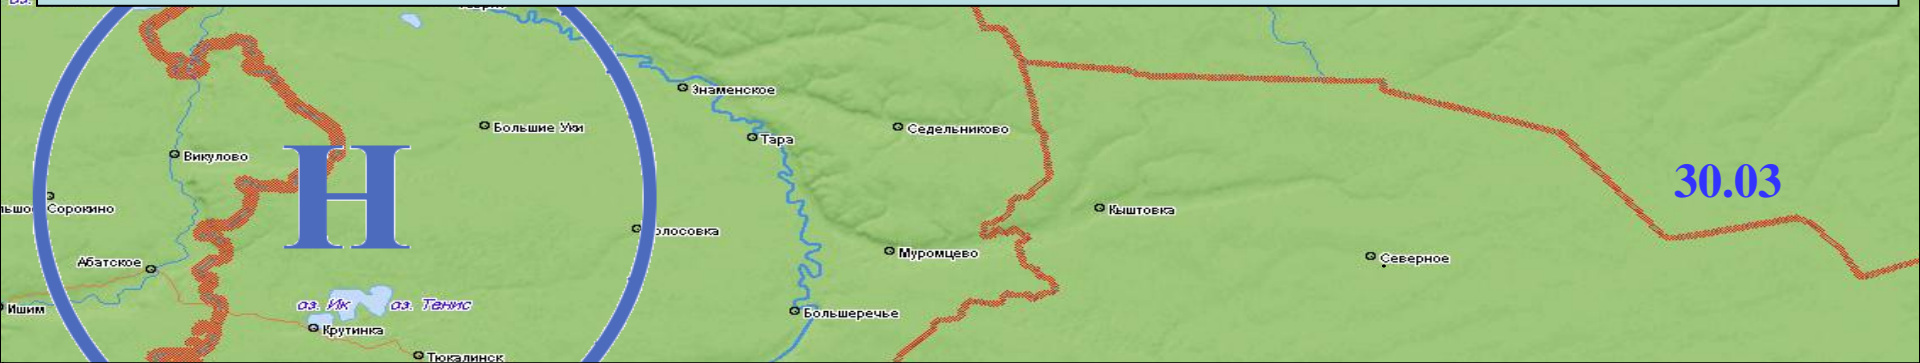 Знаменское
Большие Уки
Седельниково
Тара
Викулово
Н
30.03
Сорокино
Кыштовка
олосовка
Муромцево
Абатское
Северное
оз. Ик
оз. Тенис
Ишим
Большеречье
Крутинка
Тюкалинск